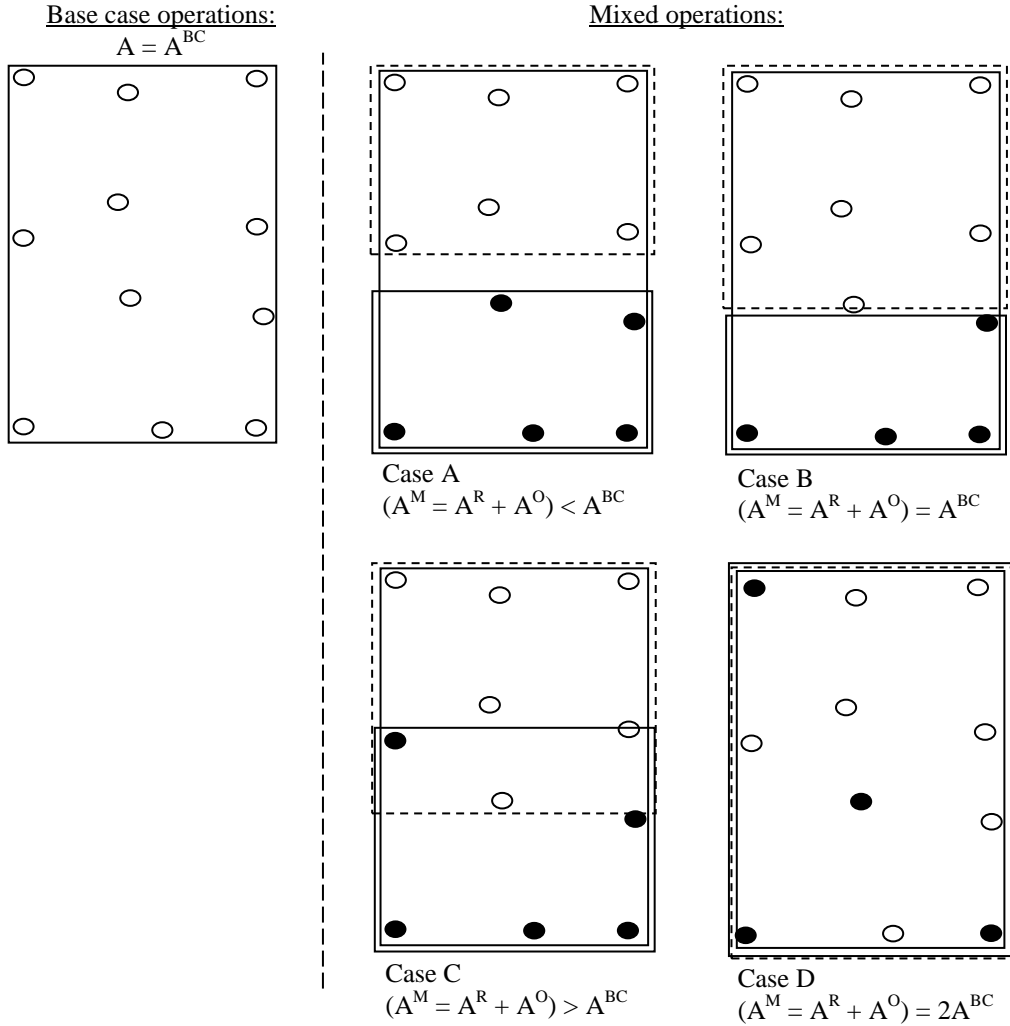 Base case operations:
A = A^BC
Mixed operations:
Case A
(A^M = A^R + A^O) < A^BC
Case B
(A^M = A^R + A^O) = A^BC
Case C
(A^M = A^R + A^O) > A^BC
Case D
(A^M = A^R + A^O) = 2A^BC